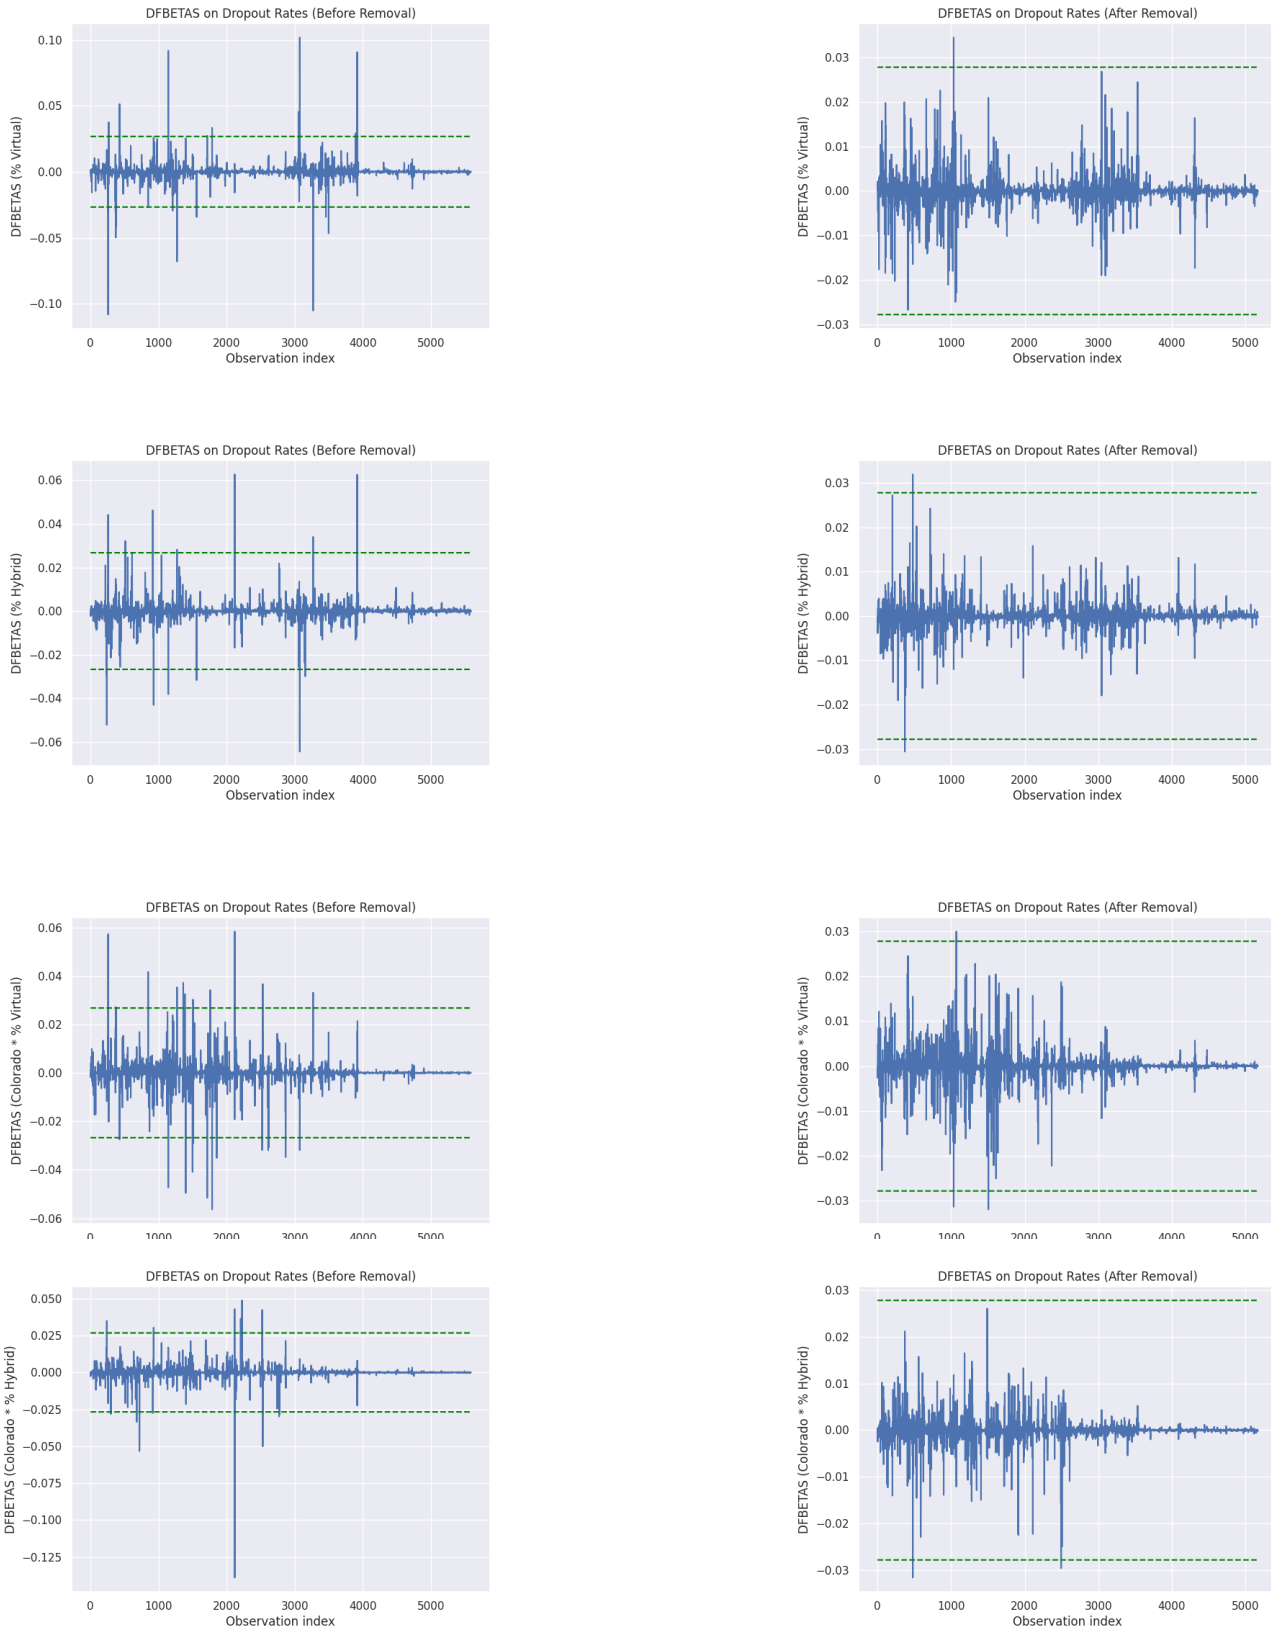 DFBETAS on Dropout Rates (Before Removal)
DFBETAS (% Virtual)
0.10
0.05
0.00
−0.05
−0.10
0 1000 2000 3000 4000 5000
Observation index
DFBETAS on Dropout Rates (After Removal)
DFBETAS (% Virtual)
0.03
0.02
0.01
0.00
−0.01
−0.02
−0.03
0 1000 2000 3000 4000 5000
Observation index
DFBETAS on Dropout Rates (Before Removal)
DFBETAS (% Hybrid)
0.06
0.04
0.02
0.00
−0.02
−0.04
−0.06
0 1000 2000 3000 4000 5000
Observation index
DFBETAS on Dropout Rates (After Removal)
DFBETAS (% Hybrid)
0.03
0.02
0.01
0.00
−0.01
−0.02
−0.03
0 1000 2000 3000 4000 5000
Observation index
DFBETAS on Dropout Rates (Before Removal)
DFBETAS (Colorado * % Virtual)
0.06
0.04
0.02
0.00
−0.02
−0.04
−0.06
0 1000 2000 3000 4000 5000
DFBETAS on Dropout Rates (After Removal)
DFBETAS (Colorado * % Virtual)
0.03
0.02
0.01
0.00
−0.01
−0.02
−0.03
0 1000 2000 3000 4000 5000
DFBETAS on Dropout Rates (Before Removal)
DFBETAS (Colorado * % Hybrid)
0.050
0.025
0.000
−0.025
−0.050
−0.075
−0.100
−0.125
0 1000 2000 3000 4000 5000
Observation index
DFBETAS on Dropout Rates (After Removal)
DFBETAS (Colorado * % Hybrid)
0.03
0.02
0.01
0.00
−0.01
−0.02
−0.03
0 1000 2000 3000 4000 5000
Observation index